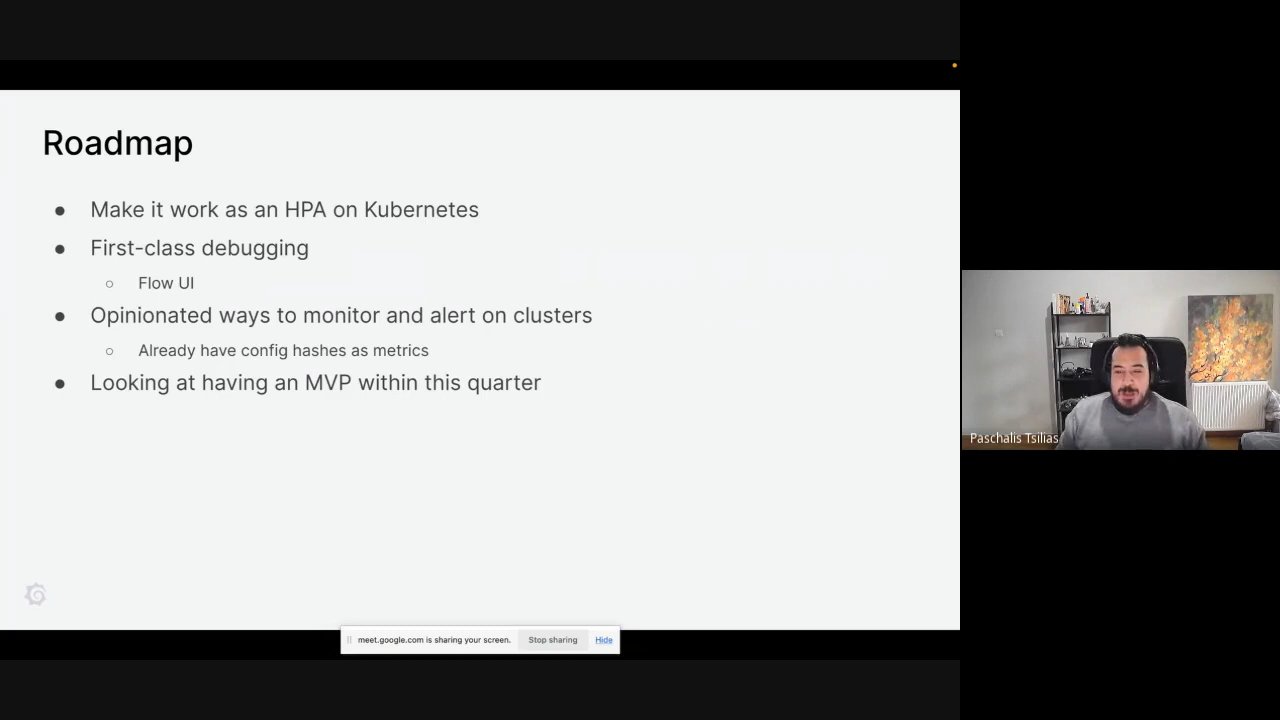 Roadmap
● Make it work as an HPA on Kubernetes
● First-class debugging
○ Flow UI
● Opinionated ways to monitor and alert on clusters
○ Already have config hashes as metrics
● Looking at having an MVP within this quarter
Paschalis Tsilias
meet.google.com is sharing your screen. Stop sharing Hide